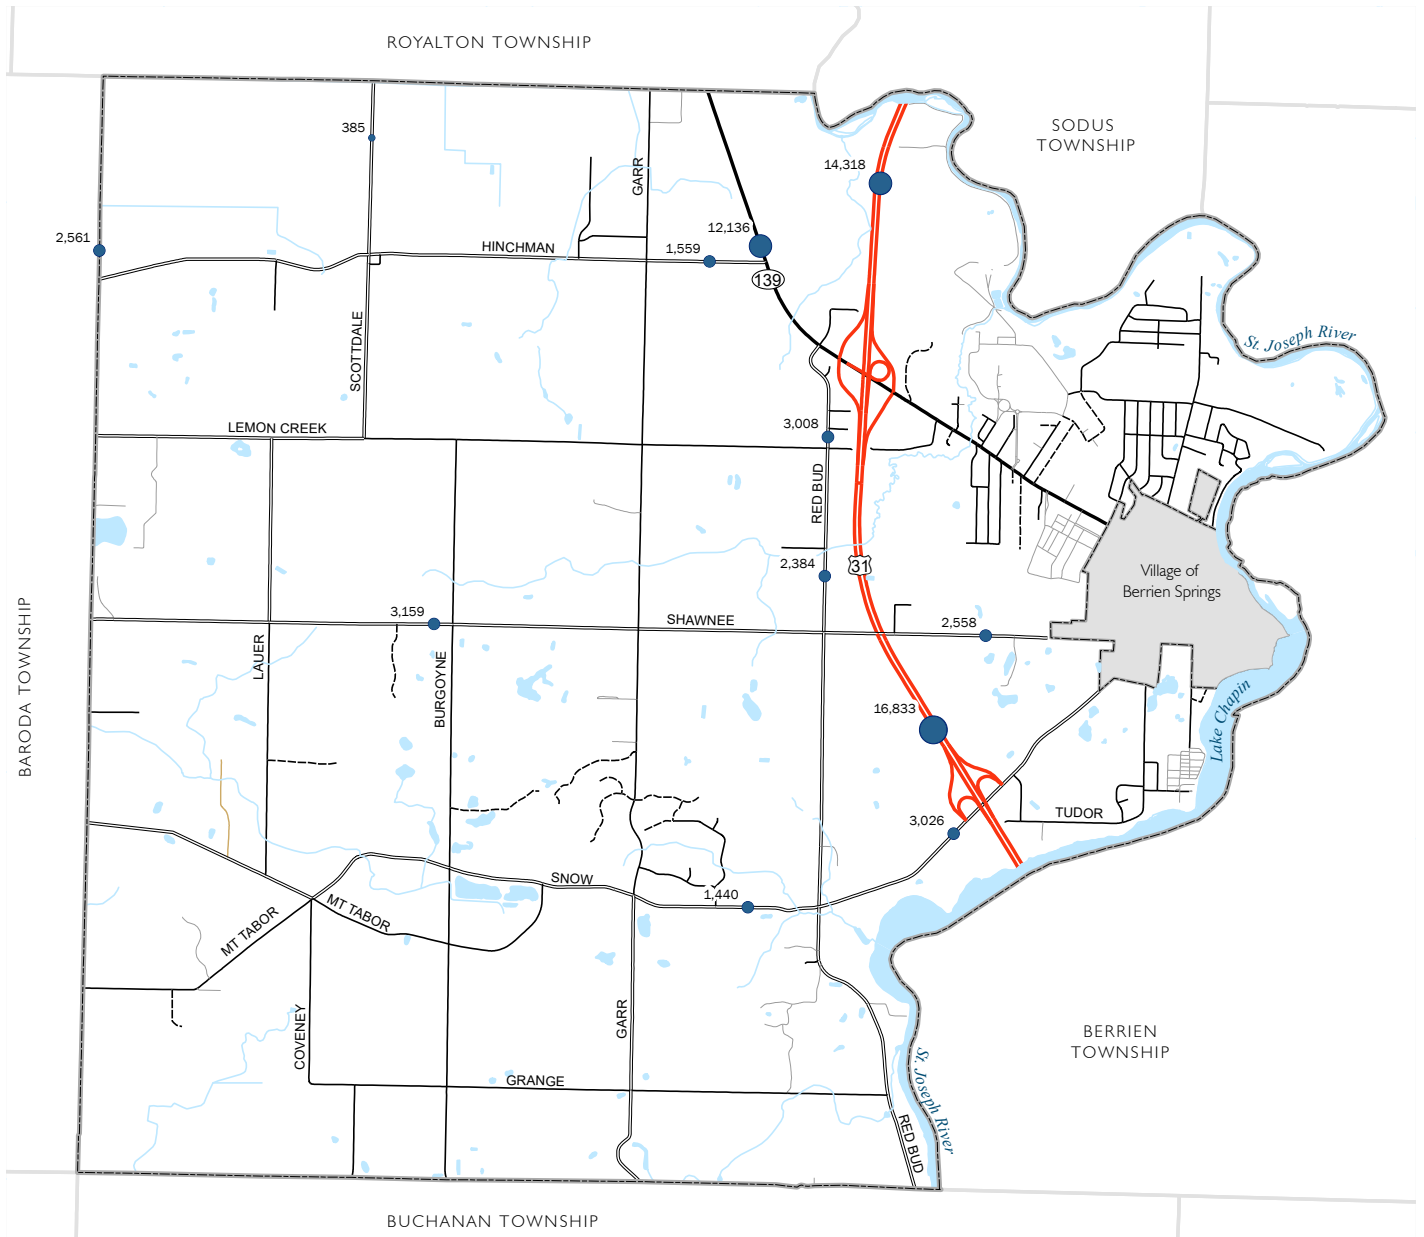 ROYALTON TOWNSHIP
SODUS
TOWNSHIP
385
GARR
14,318
2,561
12,136
HINCHMAN
1,559
139
SCOTTDALE
St. Joseph River
LEMON CREEK
3,008
RED BUD
2,384
31
Village of
Berrien Springs
BARODA TOWNSHIP
3,159
SHAWNEE
2,558
LAUER
BURGOYNE
16,833
Lake Chapin
3,026
TUDOR
SNOW
1,440
MT TABOR
MT TABOR
COVENEY
GARR
BERRIEN
TOWNSHIP
St. Joseph River
GRANGE
RED BUD
BUCHANAN TOWNSHIP